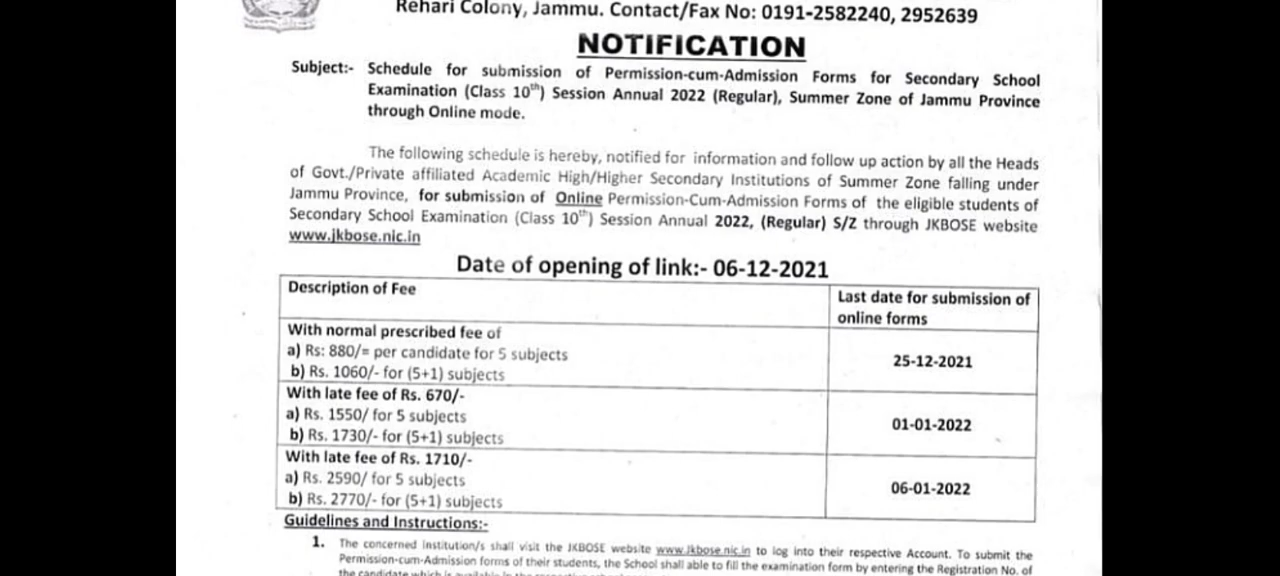 Rehari Colony, Jammu. Contact/Fax No: 0191-2582240, 2952639
NOTIFICATION
Subject:- Schedule for submission of Permission-cum-Admission Forms for Secondary School
Examination (Class 10th) Session Annual 2022 (Regular), Summer Zone of Jammu Province
through Online mode.
The following schedule is hereby, notified for information and follow up action by all the Heads
of Govt./Private affiliated Academic High/Higher Secondary Institutions of Summer Zone falling under
Jammu Province, for submission of Online Permission-Cum-Admission Forms of the eligible students of
Secondary School Examination (Class 10th) Session Annual 2022, (Regular) S/Z through JKBOSE website
www.jkbose.nic.in
Date of opening of link:- 06-12-2021
Description of Fee
Last date for submission of
online forms
With normal prescribed fee of
a) Rs: 880/= per candidate for 5 subjects
b) Rs. 1060/- for (5+1) subjects
25-12-2021
With late fee of Rs. 670/-
a) Rs. 1550/ for 5 subjects
b) Rs. 1730/- for (5+1) subjects
01-01-2022
With late fee of Rs. 1710/-
a) Rs. 2590/ for 5 subjects
b) Rs. 2770/- for (5+1) subjects
06-01-2022
Guidelines and Instructions:-
1. The concerned Institution/s shall visit the JKBOSE website www.Jkbose.nic.in to log into their respective Account. To submit the
Permission-cum-Admission forms of their students, the School shall able to fill the examination form by entering the Registration No. of
the candidate which is available in the